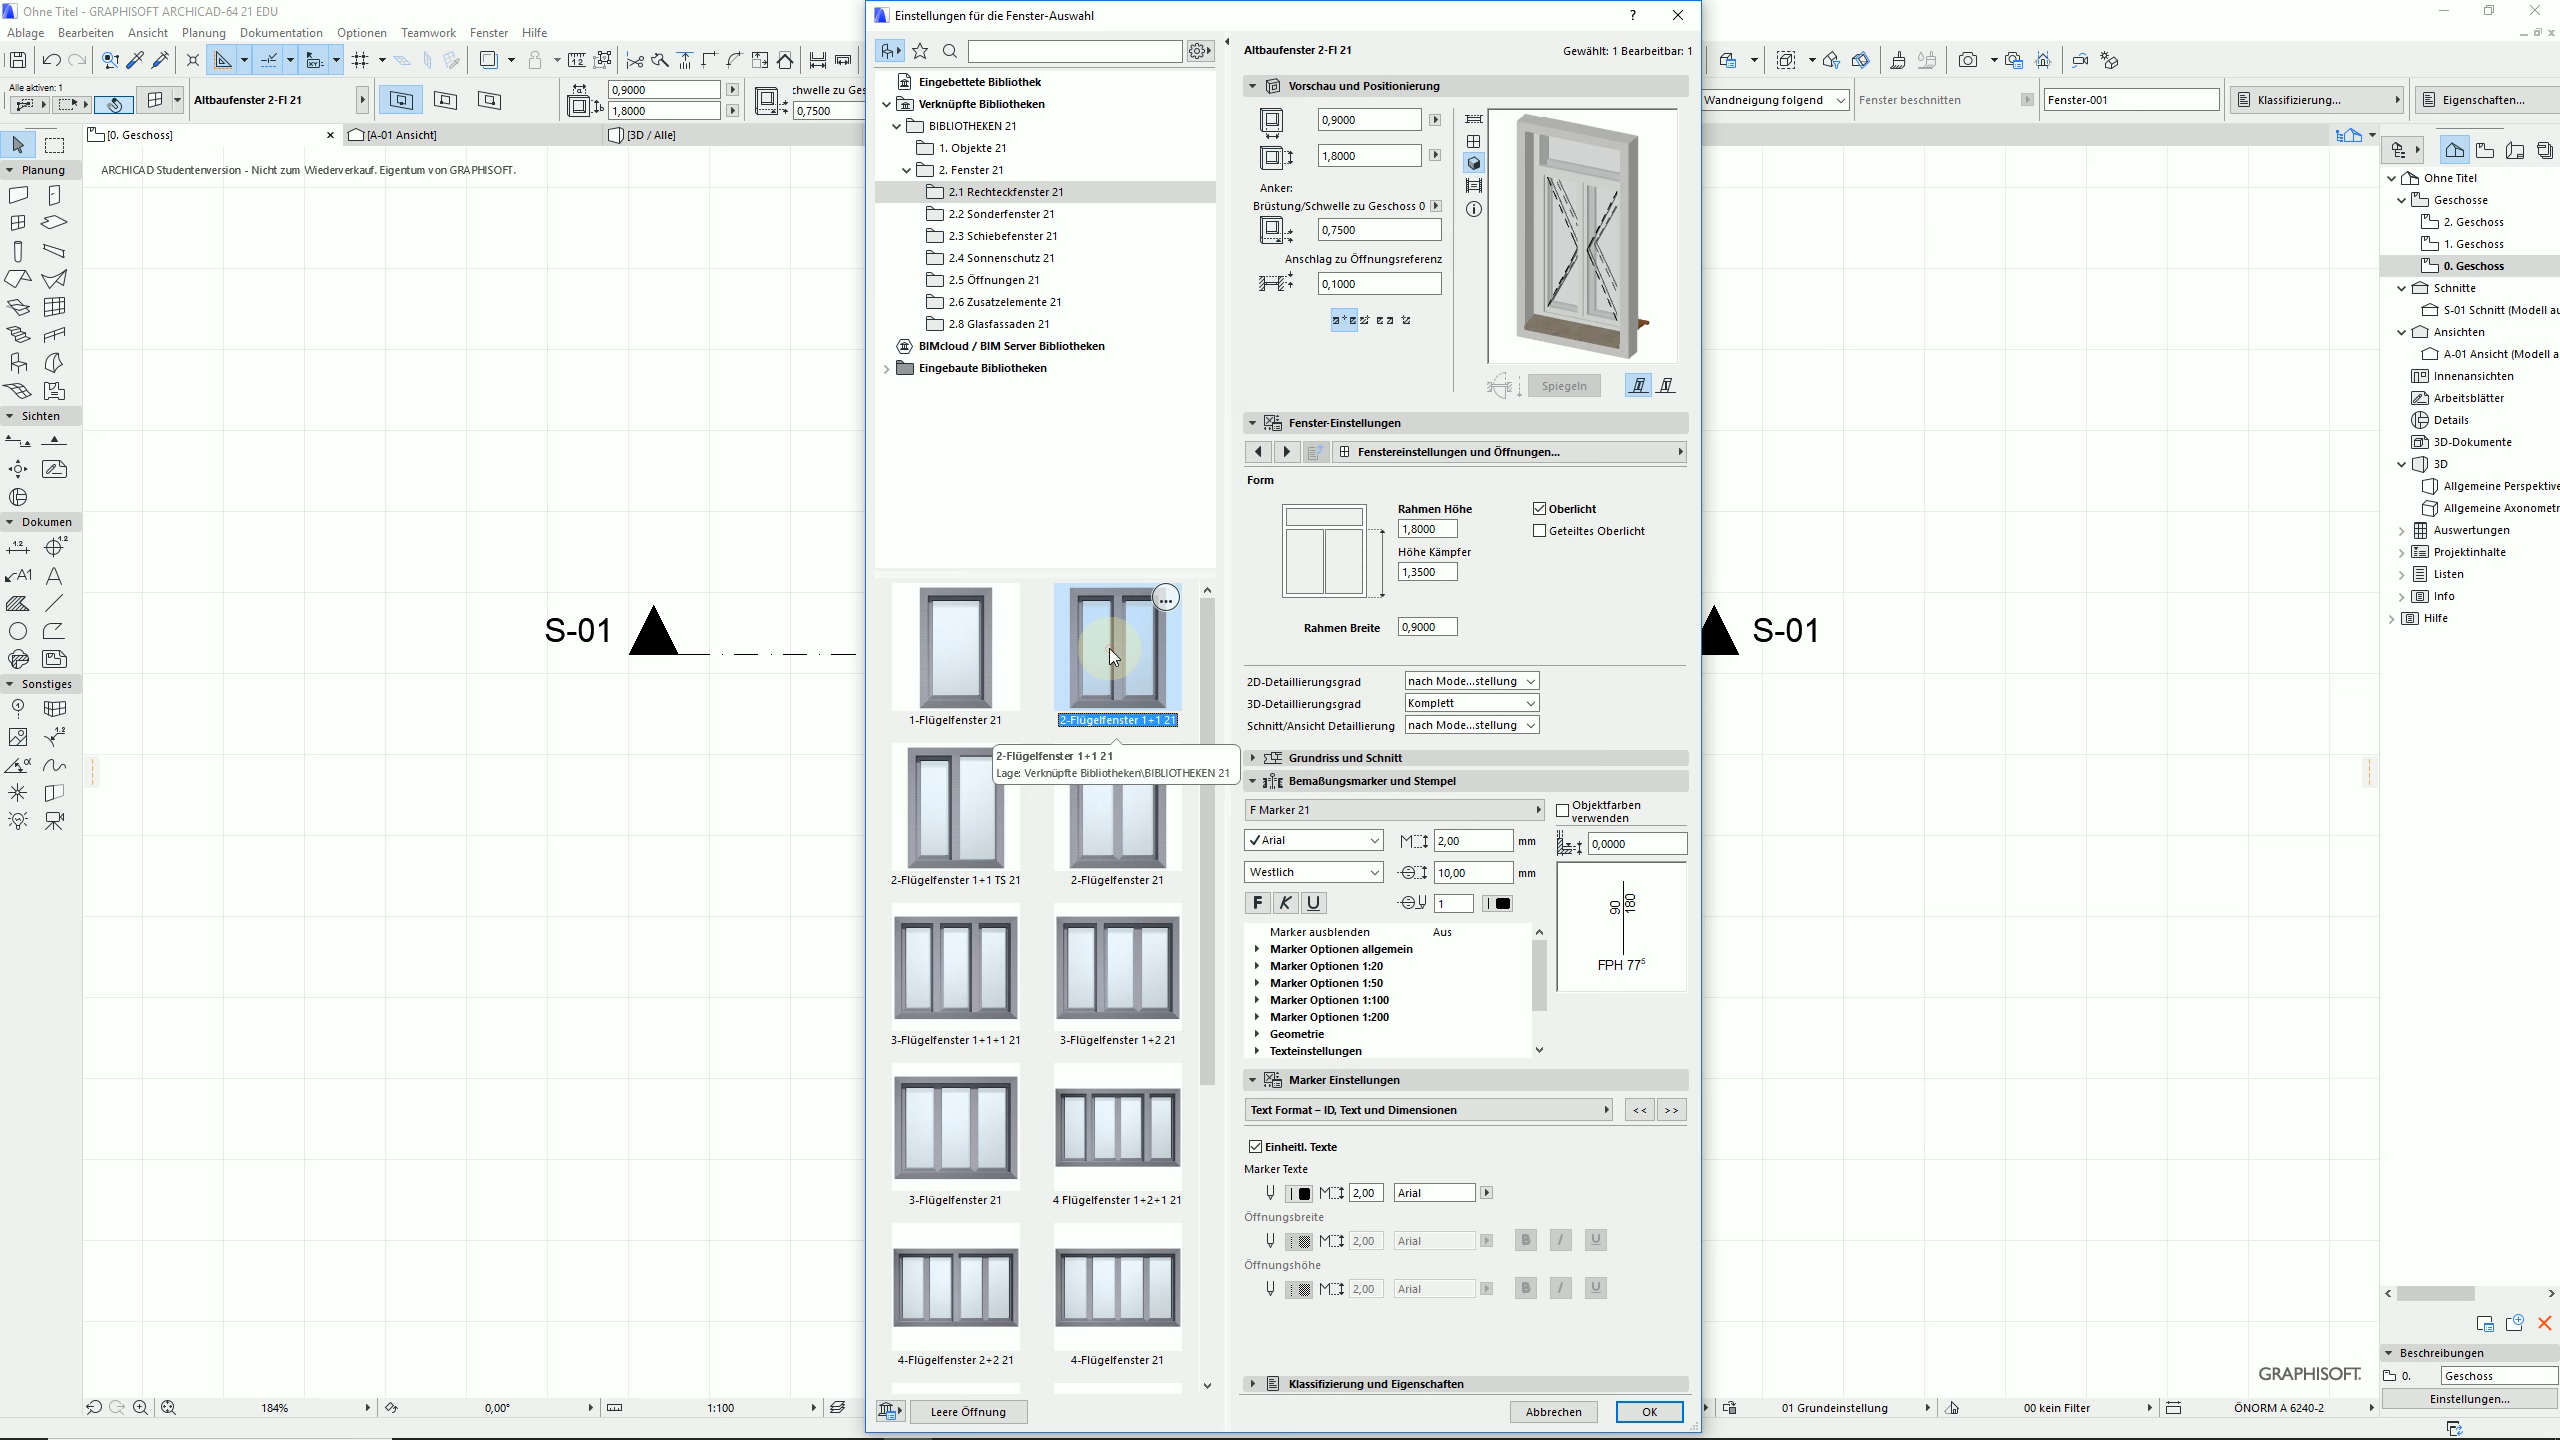 Ohne Titel - GRAPHISOFT ARCHICAD-64 21 EDU
Ablage Bearbeiten Ansicht Planung Dokumentation Optionen Teamwork Fenster Hilfe
Alle aktiven: 1
Altbaufenster 2-Fl 21
0,9000
1,8000
chwelle zu Ges
0,7500
Wandneigung folgend
Fenster beschnitten
Fenster-001
Klassifizierung...
Eigenschaften...
[0. Geschoss]
[A-01 Ansicht]
[3D / Alle]
ARCHICAD Studentenversion - Nicht zum Wiederverkauf. Eigentum von GRAPHISOFT.
Planung
Sichten
Dokumen
Sonstiges
S-01
S-01
Einstellungen für die Fenster-Auswahl
?
Eingebettete Bibliothek
Verknüpfte Bibliotheken
BIBLIOTHEKEN 21
1. Objekte 21
2. Fenster 21
2.1 Rechteckfenster 21
2.2 Sonderfenster 21
2.3 Schiebefenster 21
2.4 Sonnenschutz 21
2.5 Öffnungen 21
2.6 Zusatzelemente 21
2.8 Glasfassaden 21
BIMcloud / BIM Server Bibliotheken
Eingebaute Bibliotheken
1-Flügelfenster 21
2-Flügelfenster 1+1 21
2-Flügelfenster 1+1 21
Lage: Verknüpfte Bibliotheken\BIBLIOTHEKEN 21
2-Flügelfenster 1+1 TS 21
2-Flügelfenster 21
3-Flügelfenster 1+1+1 21
3-Flügelfenster 1+2 21
3-Flügelfenster 21
4 Flügelfenster 1+2+1 21
4-Flügelfenster 2+2 21
4-Flügelfenster 21
Leere Öffnung
Altbaufenster 2-Fl 21
Gewählt: 1 Bearbeitbar: 1
Vorschau und Positionierung
0,9000
1,8000
Anker:
Brüstung/Schwelle zu Geschoss 0
0,7500
Anschlag zu Öffnungsreferenz
0,1000
Spiegeln
Fenster-Einstellungen
Fenstereinstellungen und Öffnungen...
Form
Rahmen Höhe
1,8000
Höhe Kämpfer
1,3500
Rahmen Breite 0,9000
Oberlicht
Geteiltes Oberlicht
2D-Detaillierungsgrad nach Mode...stellung
3D-Detaillierungsgrad Komplett
Schnitt/Ansicht Detaillierung nach Mode...stellung
Grundriss und Schnitt
Bemaßungsmarker und Stempel
F Marker 21
Objektfarben verwenden
Arial
2,00 mm
0,0000
Westlich
10,00 mm
F K U
1
Marker ausblenden Aus
Marker Optionen allgemein
Marker Optionen 1:20
Marker Optionen 1:50
Marker Optionen 1:100
Marker Optionen 1:200
Geometrie
Texteinstellungen
90
180
FPH 77⁵
Marker Einstellungen
Text Format – ID, Text und Dimensionen
<< >>
Einheitl. Texte
Marker Texte
2,00 Arial
Öffnungsbreite
2,00 Arial B I U
Öffnungshöhe
2,00 Arial B I U
Klassifizierung und Eigenschaften
Abbrechen
OK
Ohne Titel
Geschosse
2. Geschoss
1. Geschoss
0. Geschoss
Schnitte
S-01 Schnitt (Modell au
Ansichten
A-01 Ansicht (Modell a
Innenansichten
Arbeitsblätter
Details
3D-Dokumente
3D
Allgemeine Perspektive
Allgemeine Axonometr
Auswertungen
Projektinhalte
Listen
Info
Hilfe
Beschreibungen
0. Geschoss
Einstellungen...
GRAPHISOFT.
184%
0,00°
1:100
01 Grundeinstellung
00 kein Filter
ÖNORM A 6240-2